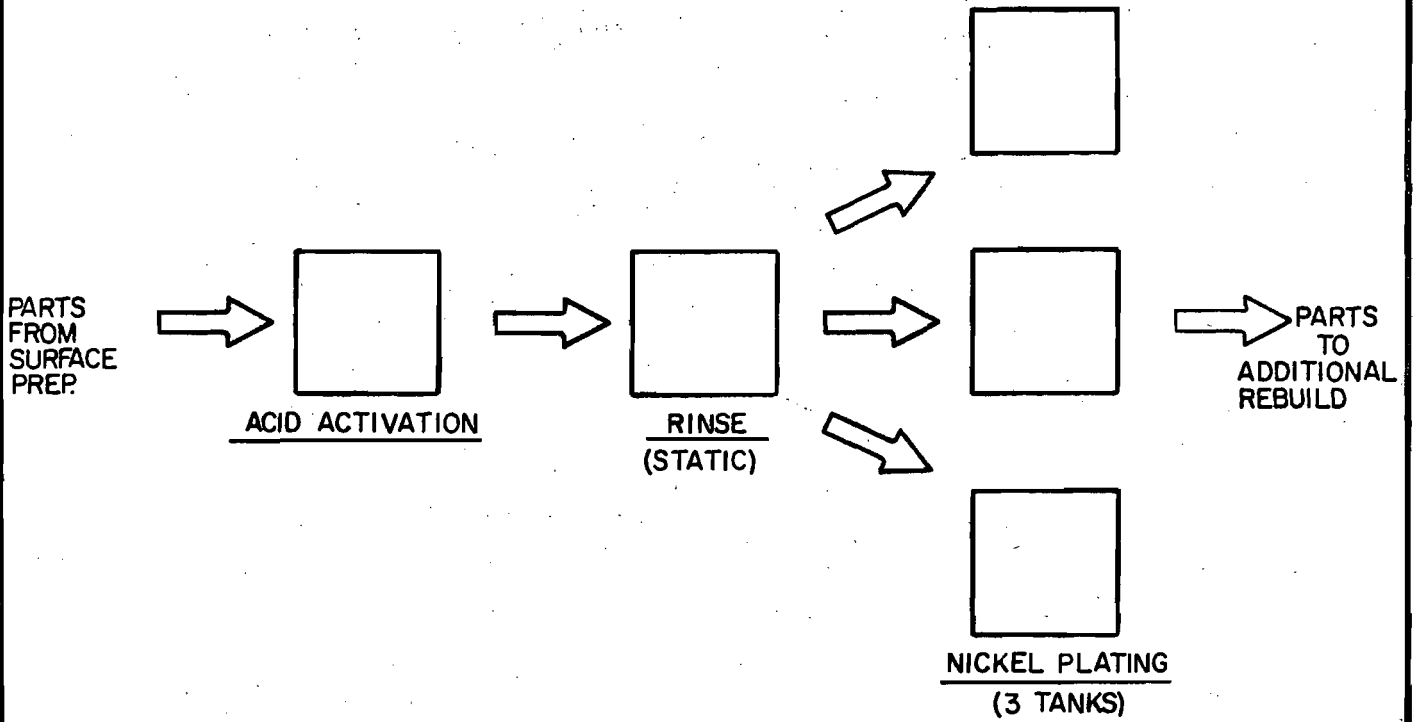 PARTS
FROM
SURFACE
PREP.
ACID ACTIVATION
RINSE
(STATIC)
NICKEL PLATING
(3 TANKS)
PARTS
TO
ADDITIONAL
REBUILD